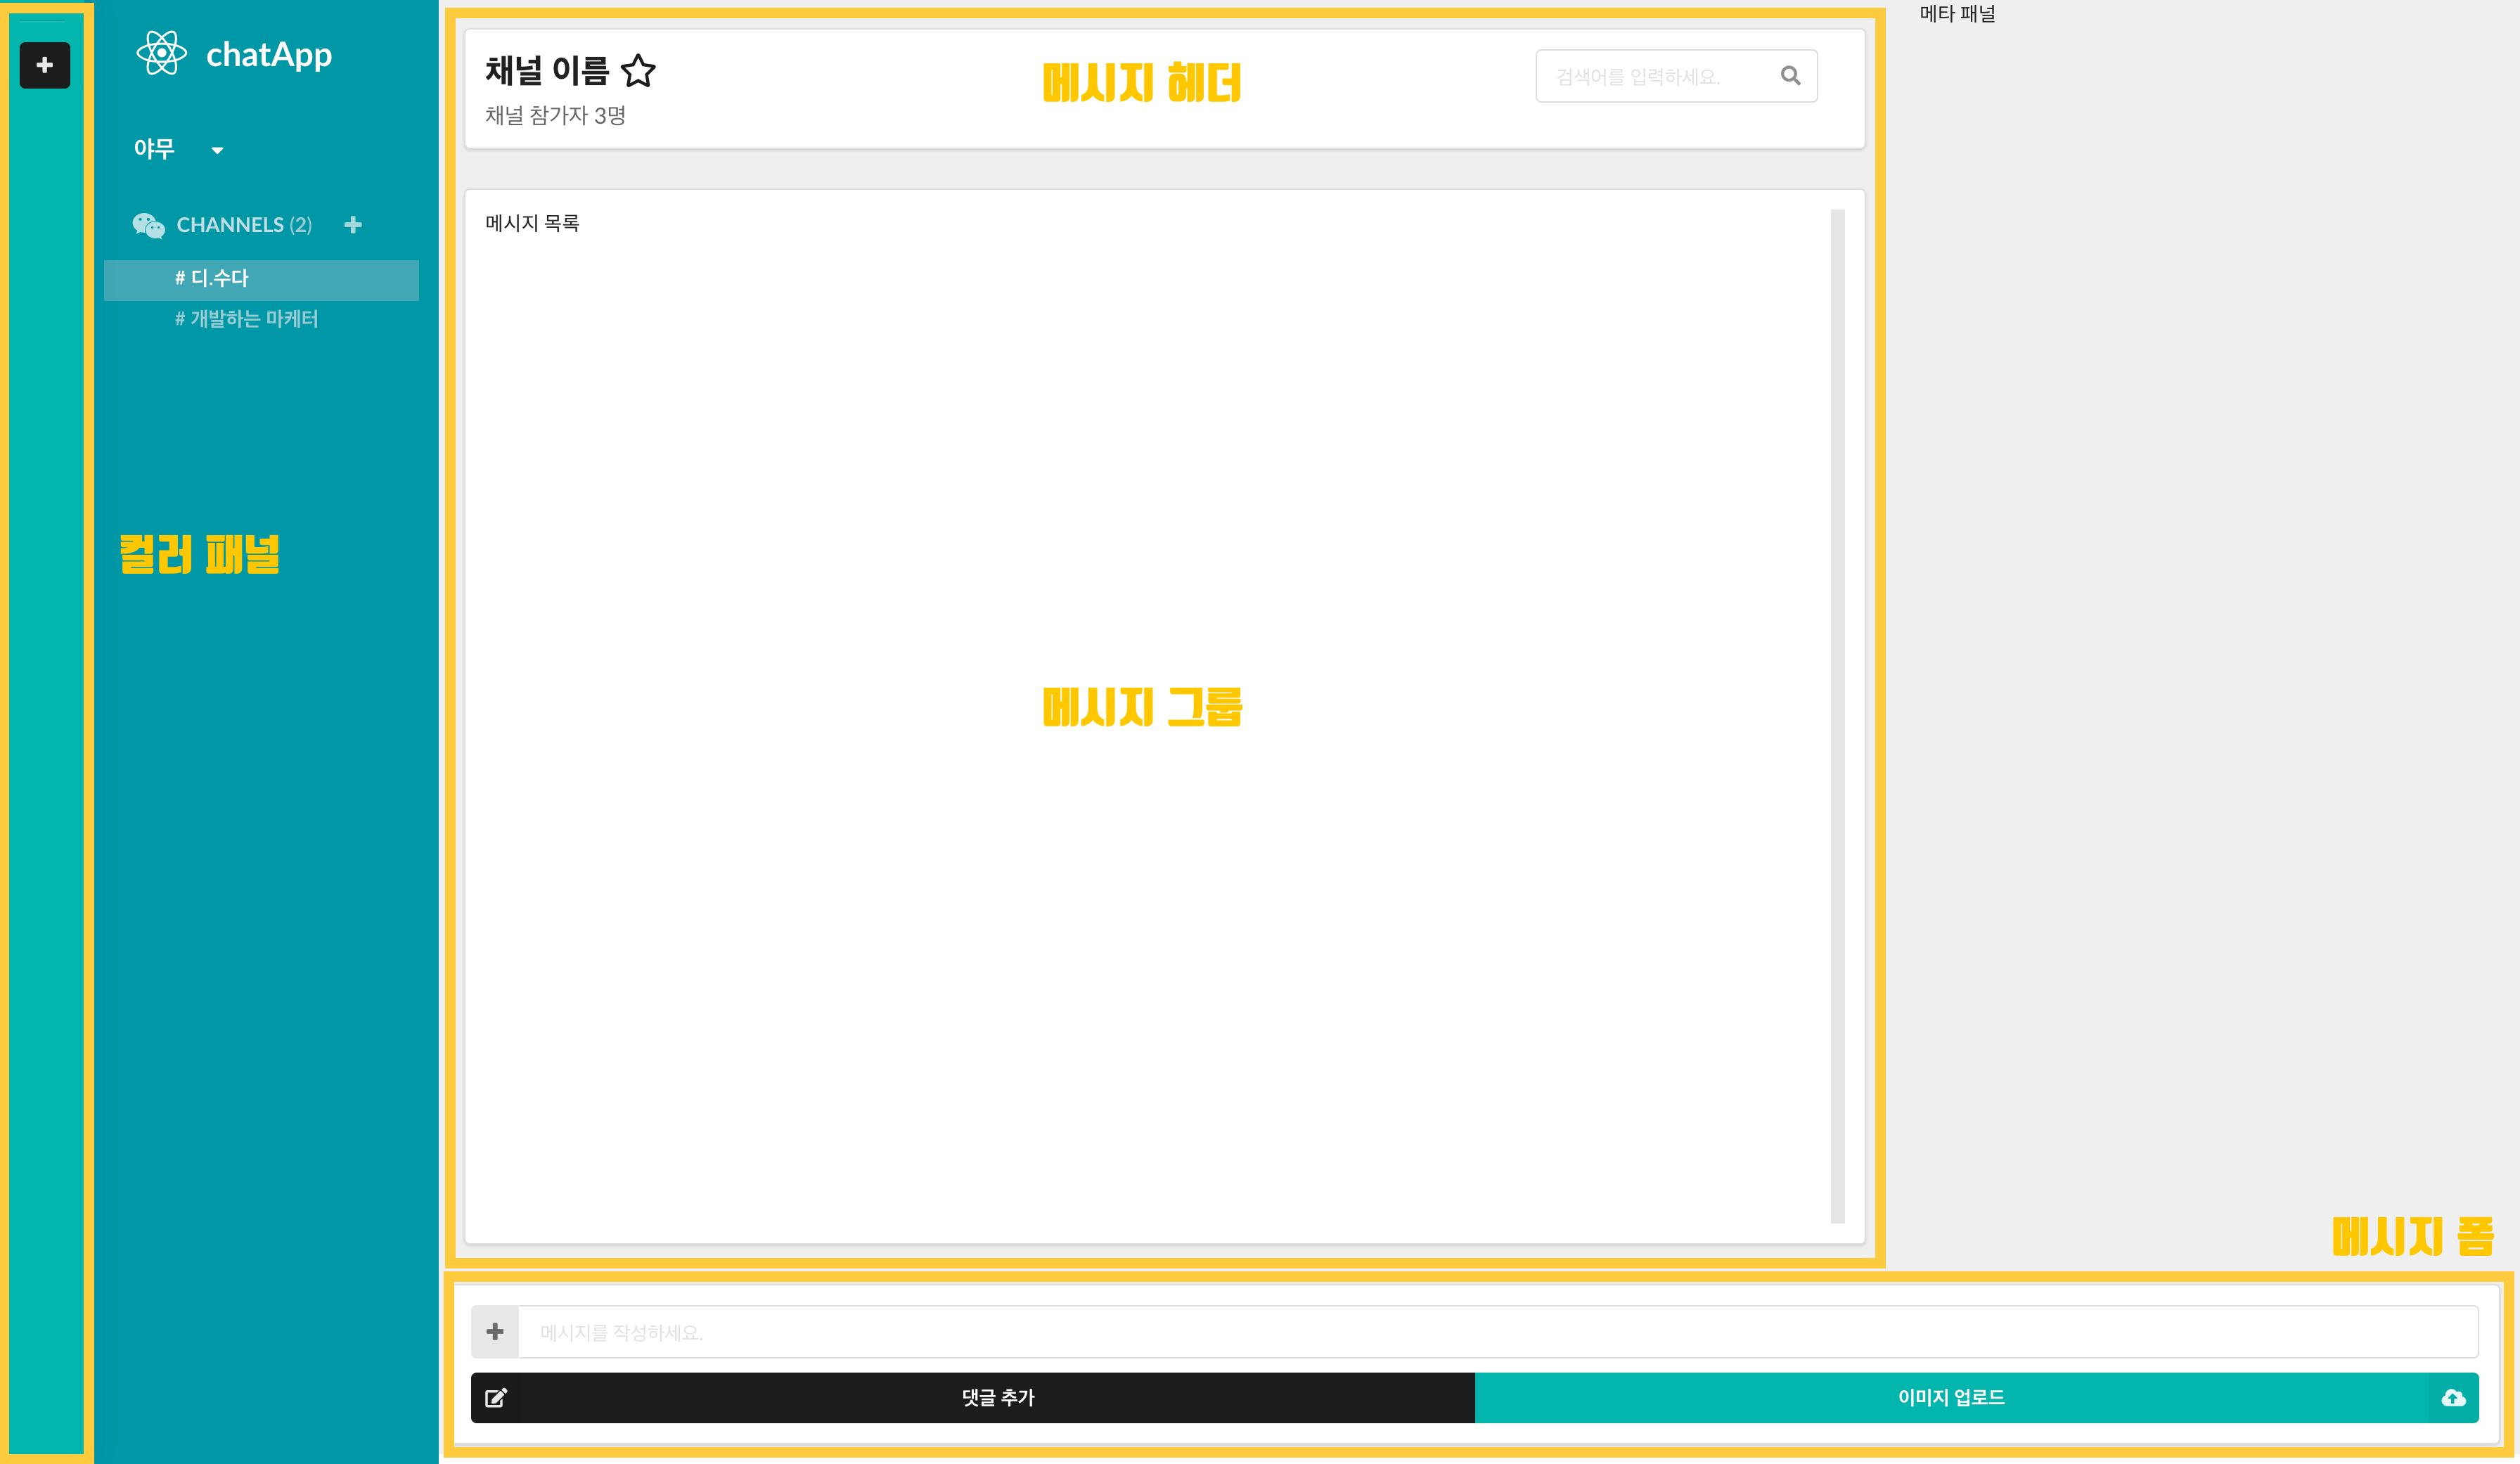 chatApp
야무
CHANNELS (2)
# 디.수다
# 개발하는 마케터
컬러 패널
채널 이름
채널 참가자 3명
메시지 헤더
검색어를 입력하세요.
메시지 목록
메시지 그룹
메타 패널
메시지 폼
메시지를 작성하세요.
댓글 추가
이미지 업로드